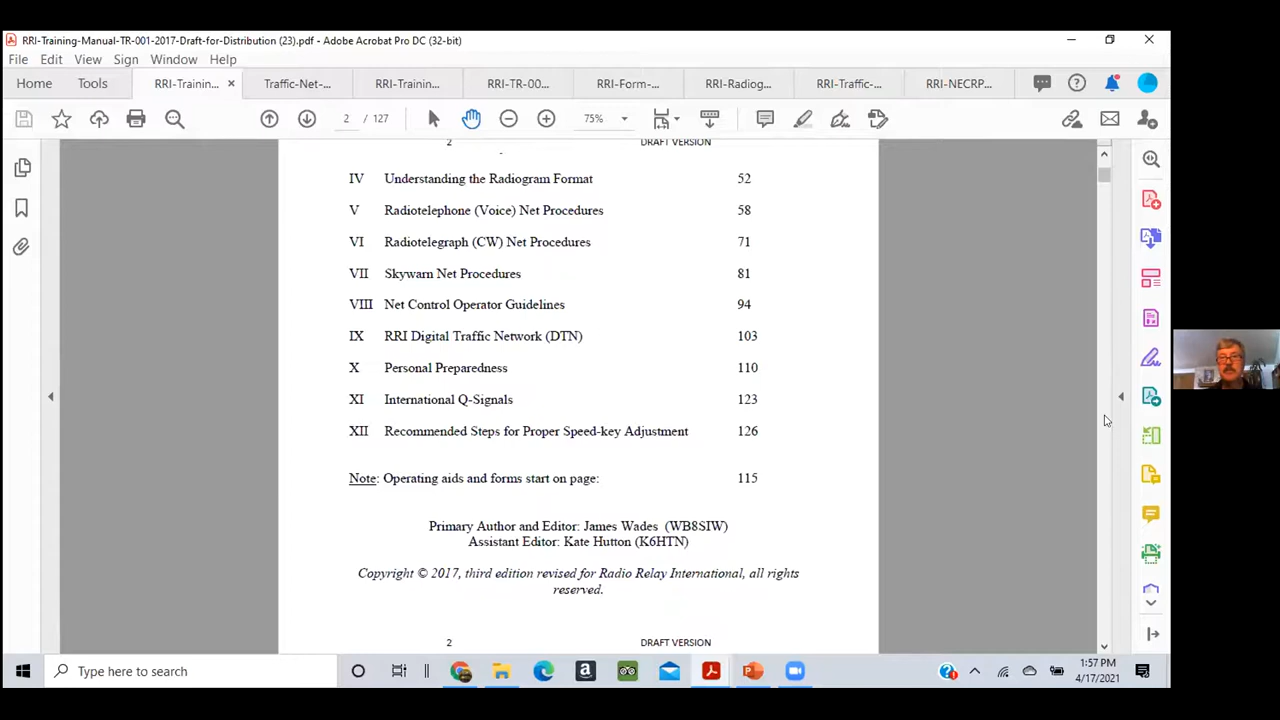 RRI-Training-Manual-TR-001-2017-Draft-for-Distribution (23).pdf - Adobe Acrobat Pro DC (32-bit)
File Edit View Sign Window Help
Home Tools RRI-Trainin... × Traffic-Net-... RRI-Trainin... RRI-TR-00... RRI-Form-... RRI-Radiog... RRI-Traffic-... RRI-NECRP...
2 / 127 75%
2 DRAFT VERSION
IV Understanding the Radiogram Format 52
V Radiotelephone (Voice) Net Procedures 58
VI Radiotelegraph (CW) Net Procedures 71
VII Skywarn Net Procedures 81
VIII Net Control Operator Guidelines 94
IX RRI Digital Traffic Network (DTN) 103
X Personal Preparedness 110
XI International Q-Signals 123
XII Recommended Steps for Proper Speed-key Adjustment 126
Note: Operating aids and forms start on page: 115
Primary Author and Editor: James Wades (WB8SIW)
Assistant Editor: Kate Hutton (K6HTN)
Copyright © 2017, third edition revised for Radio Relay International, all rights
reserved.
2 DRAFT VERSION
Type here to search
1:57 PM
4/17/2021